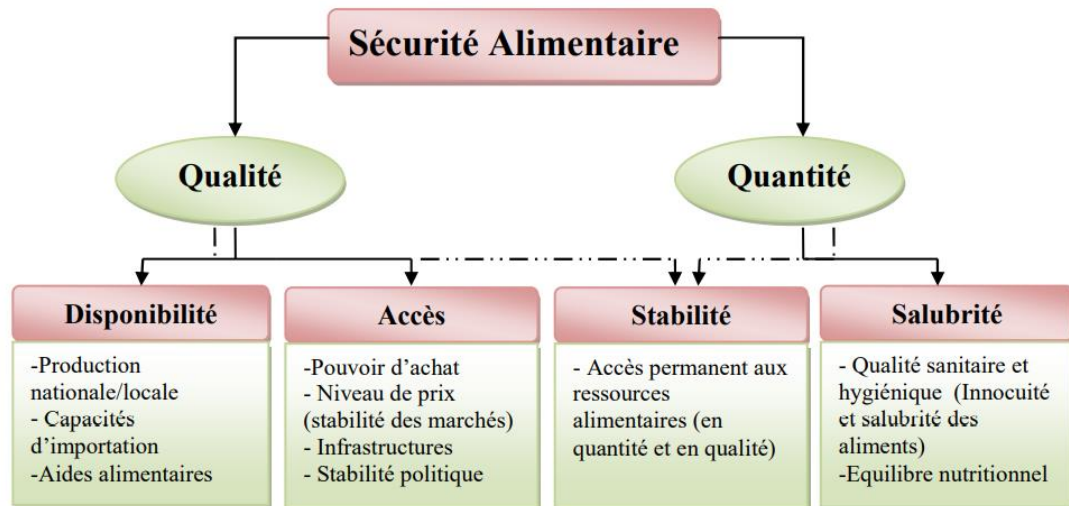 Sécurité Alimentaire
Qualité
Quantité
Disponibilité
-Production
nationale/locale
- Capacités
d’importation
-Aides alimentaires
Accès
-Pouvoir d’achat
- Niveau de prix
(stabilité des marchés)
- Infrastructures
- Stabilité politique
Stabilité
- Accès permanent aux
ressources
alimentaires (en
quantité et en qualité)
Salubrité
- Qualité sanitaire et
hygiénique (Innocuité
et salubrité des
aliments)
-Equilibre nutritionnel